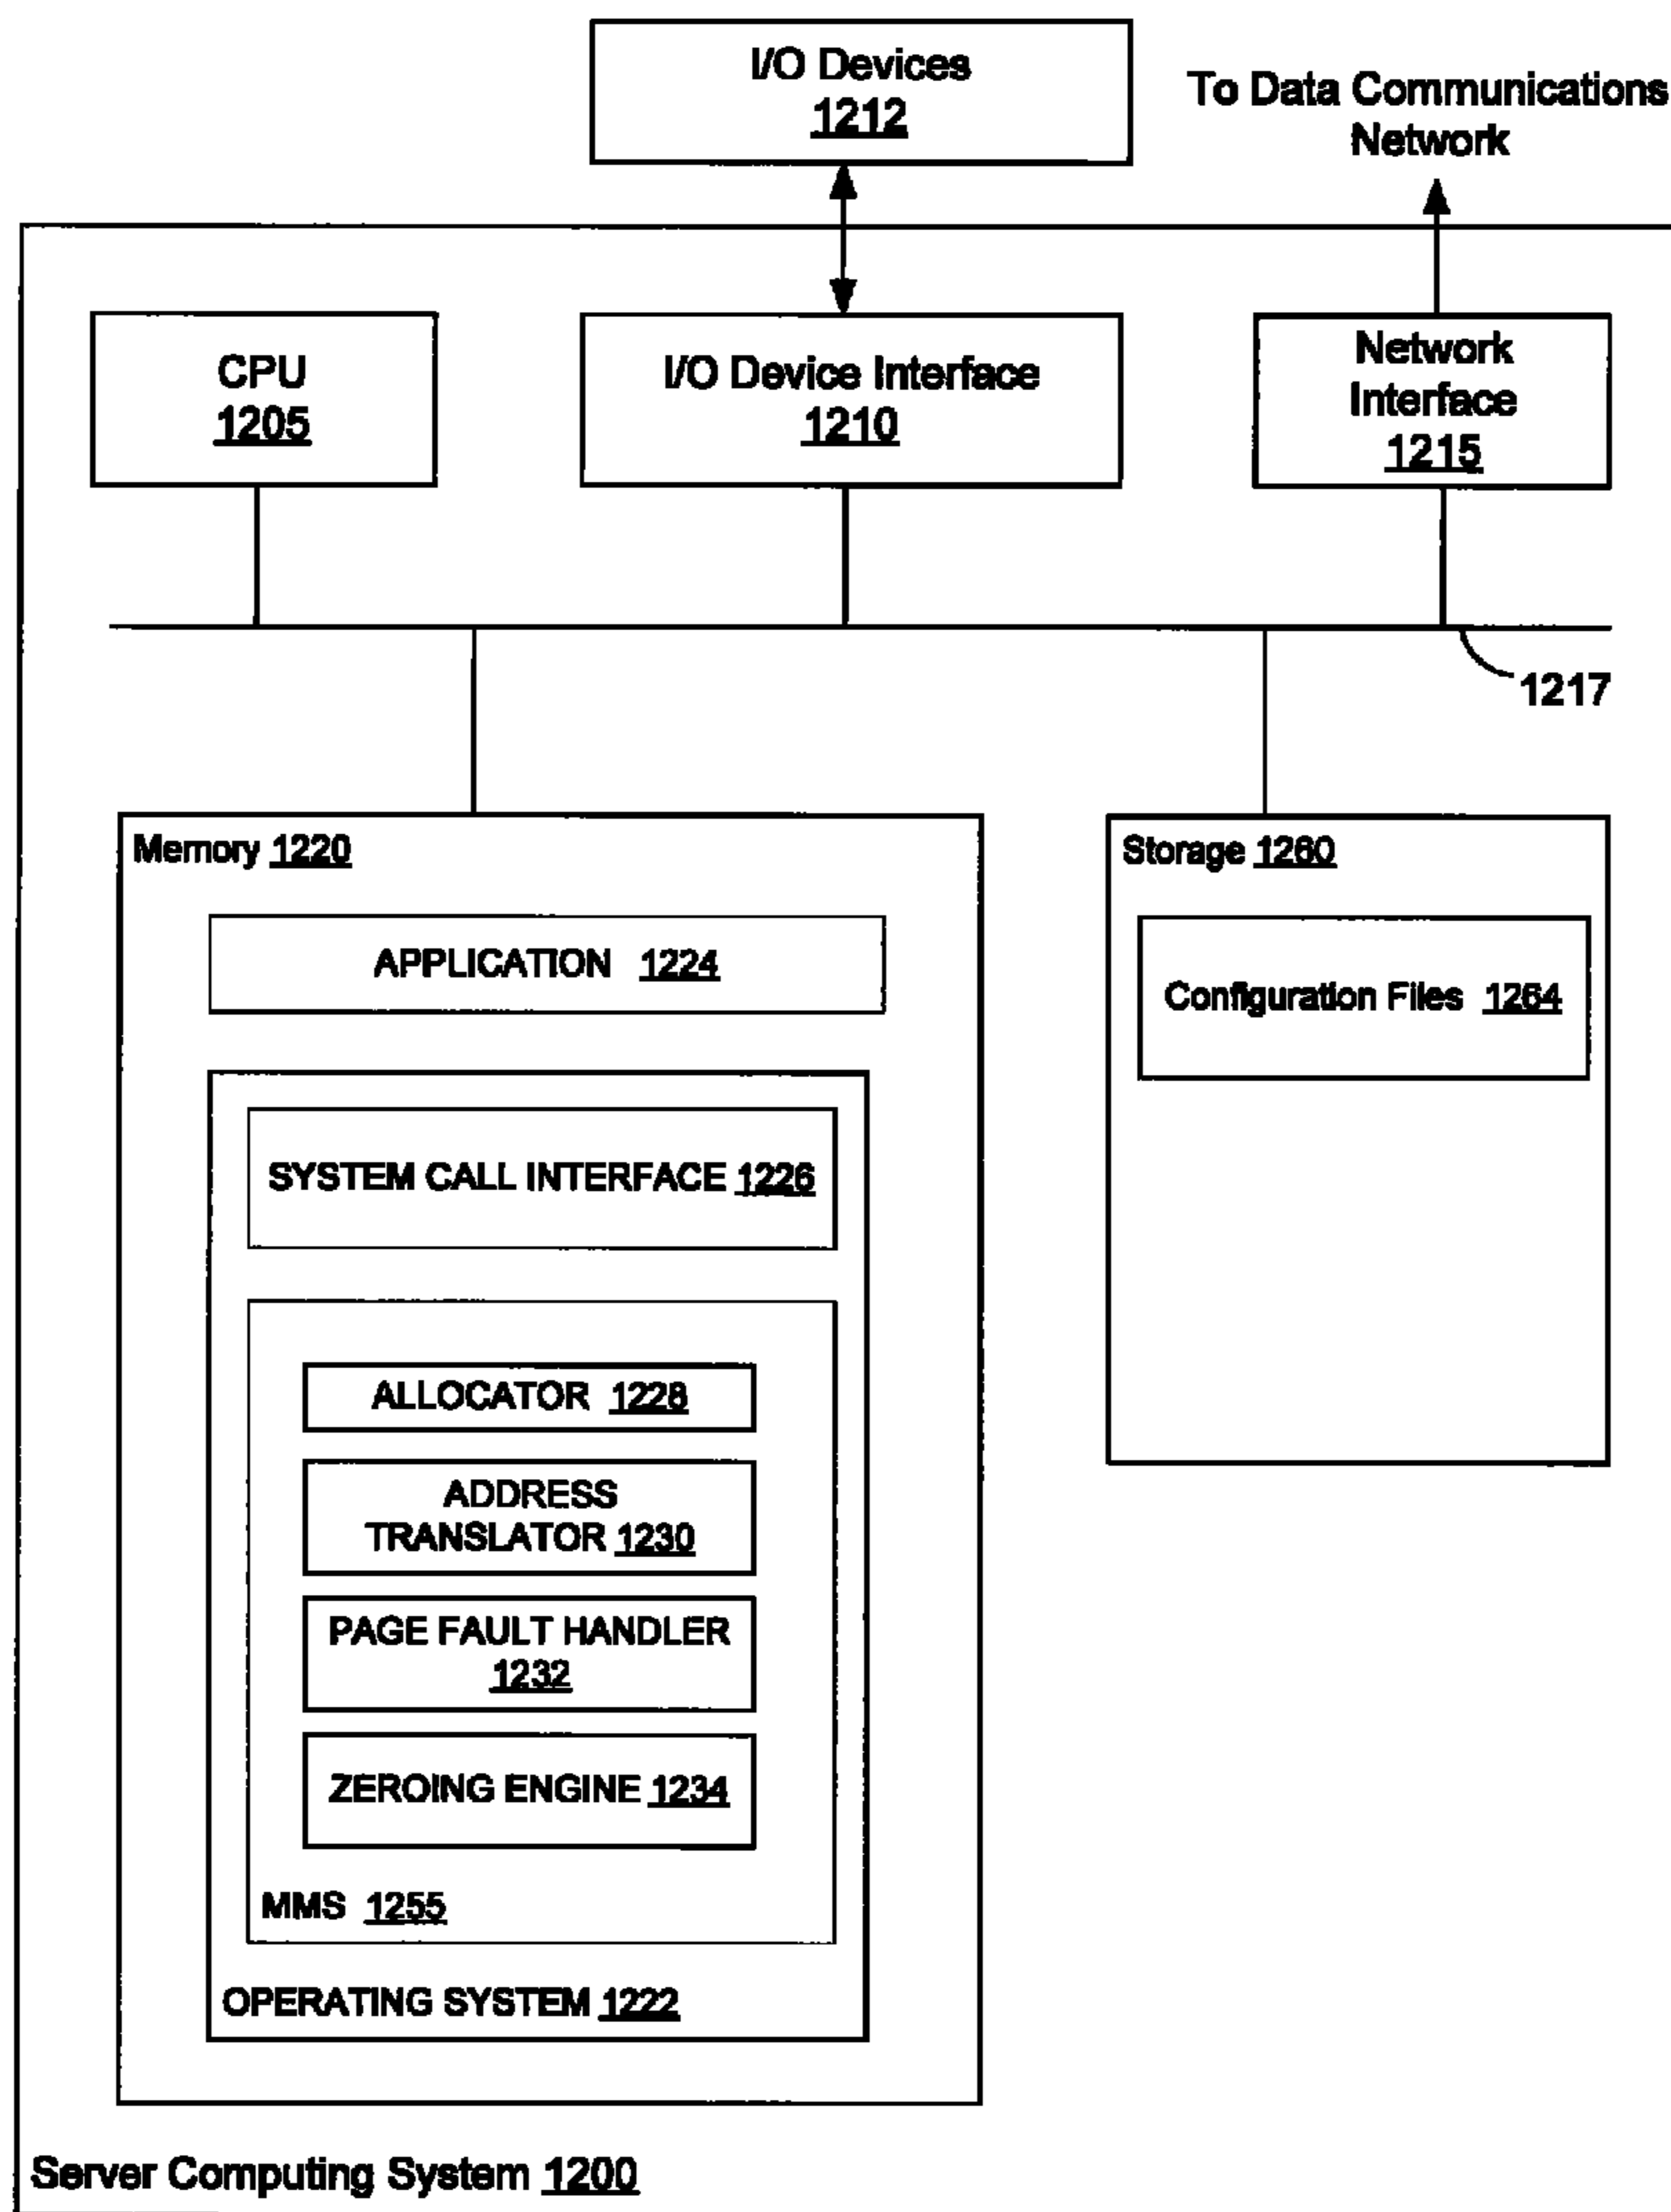 I/O Devices
1212
To Data Communications
Network
CPU
1205
I/O Device Interface
1210
Network
Interface
1215
1217
Memory 1220
APPLICATION 1224
SYSTEM CALL INTERFACE 1226
ALLOCATOR 1228
ADDRESS
TRANSLATOR 1230
PAGE FAULT HANDLER
1232
ZEROING ENGINE 1234
MMS 1255
OPERATING SYSTEM 1222
Storage 1260
Configuration Files 1264
Server Computing System 1200